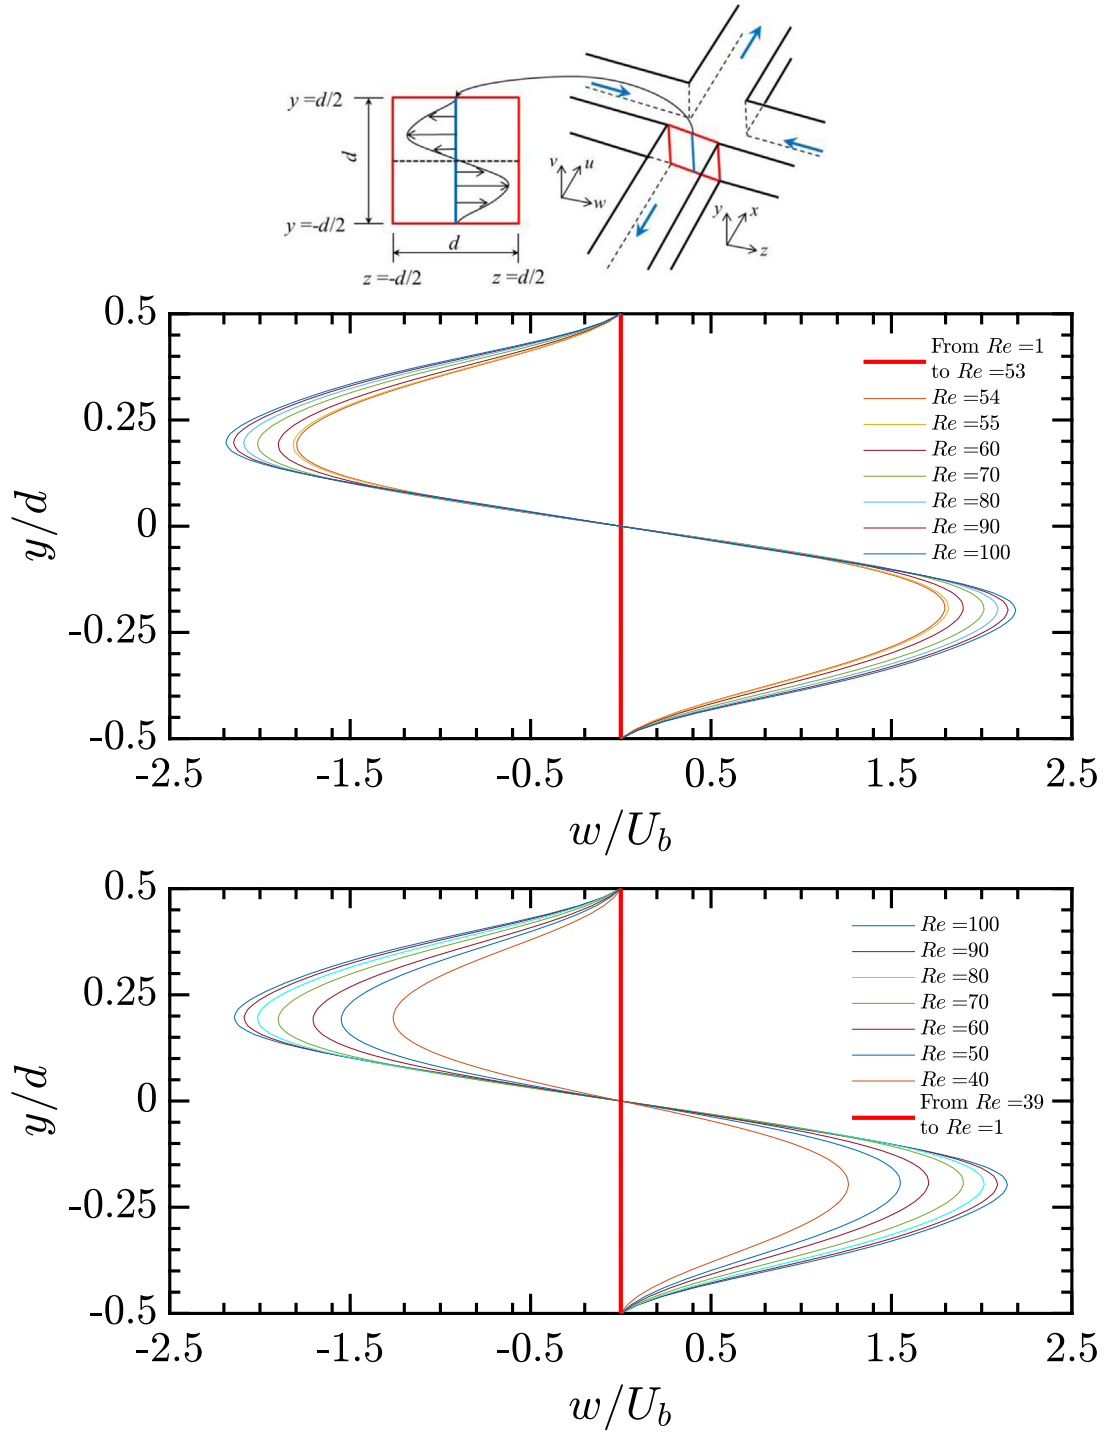 y =d/2
d
y =-d/2
d
z =-d/2 z =d/2
v u
w
y x
z
0.5
0.25
0
-0.25
-0.5
y/d
-2.5 -1.5 -0.5 0.5 1.5 2.5
w/U_b
From Re =1
to Re =53
Re =54
Re =55
Re =60
Re =70
Re =80
Re =90
Re =100
0.5
0.25
0
-0.25
-0.5
y/d
-2.5 -1.5 -0.5 0.5 1.5 2.5
w/U_b
Re =100
Re =90
Re =80
Re =70
Re =60
Re =50
Re =40
From Re =39
to Re =1